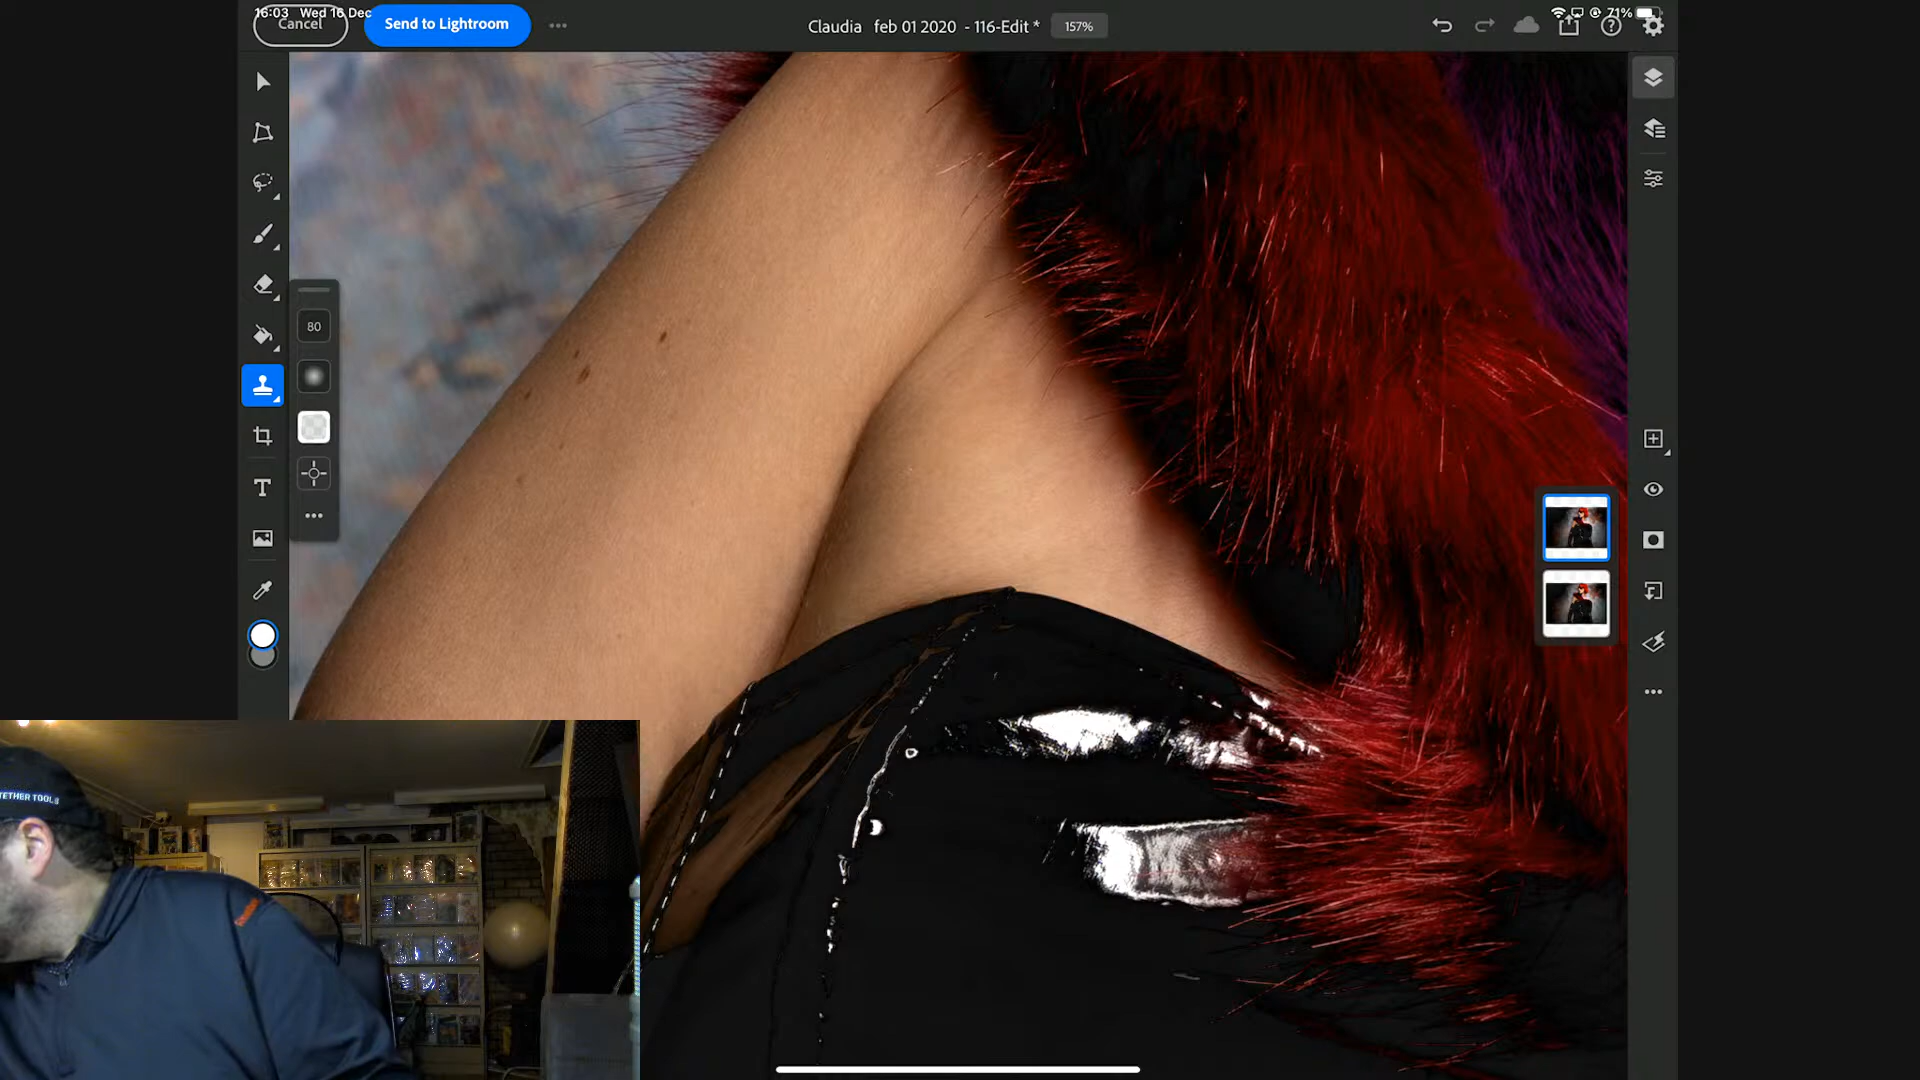 16:03 Wed 16 Dec
71%
Cancel
Send to Lightroom
Claudia feb 01 2020 - 116-Edit *
157%
80
T
TETHER TOOLS